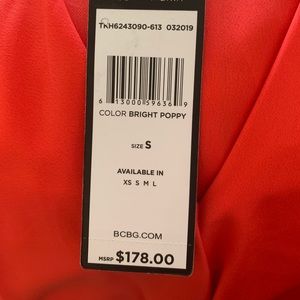 TKH6243090-613 032019
6 13000 59636 9
COLOR BRIGHT POPPY
SIZE S
AVAILABLE IN
XS S M L
BCBG.COM
MSRP $178.00